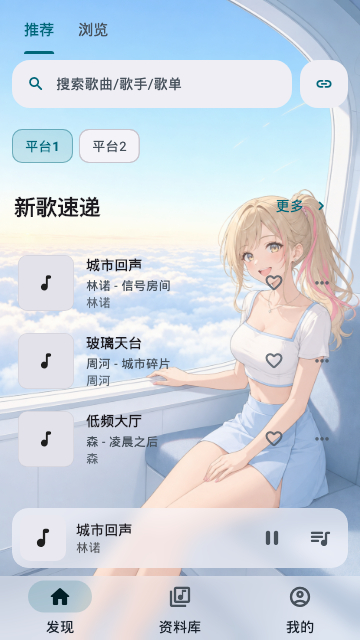 推荐 浏览
搜索歌曲/歌手/歌单
平台1 平台2
新歌速递 更多
城市回声
林诺 - 信号房间
林诺
玻璃天台
周河 - 城市碎片
周河
低频大厅
森 - 凌晨之后
森
城市回声
林诺
发现 资料库 我的